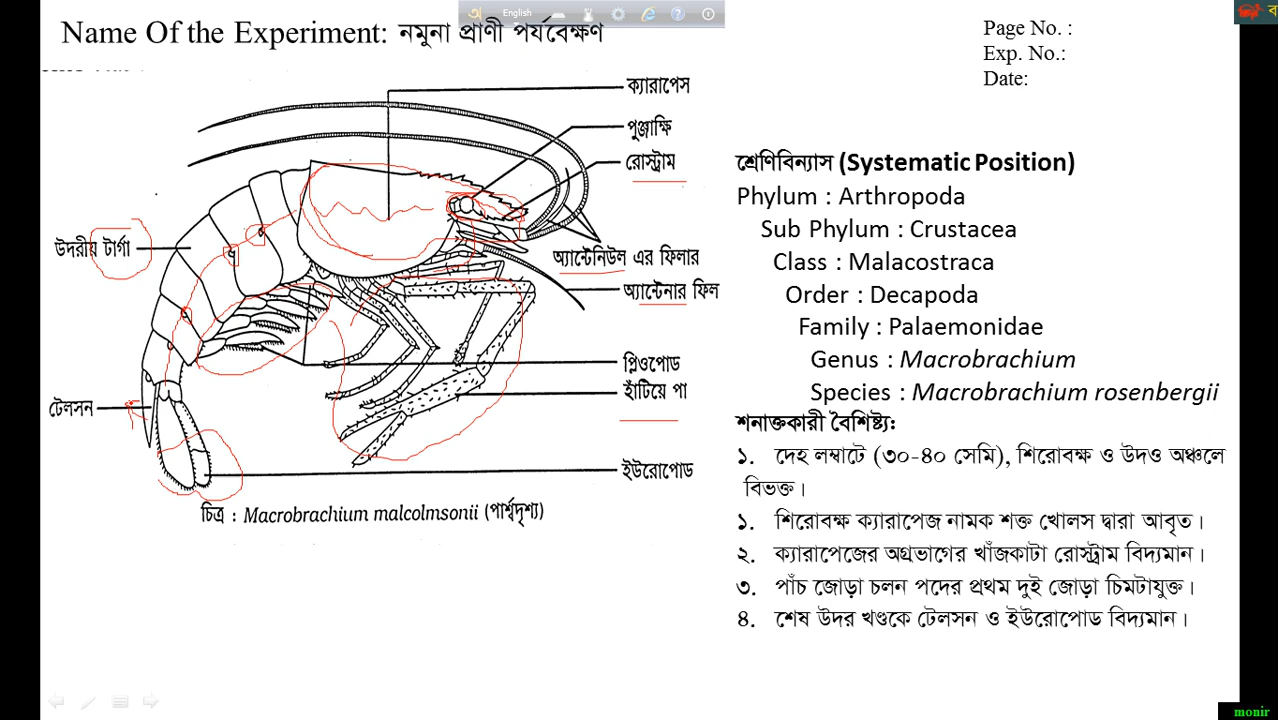 English
Name Of the Experiment: নমুনা প্রাণী পর্যবেক্ষণ
Page No. :
Exp. No.:
Date:
ক্যারাপেস
পুঞ্জাক্ষি
রোস্ট্রাম
উদরীয় টার্গা
অ্যান্টেনিউল এর ফিলার
অ্যান্টেনার ফিল
প্লিওপোড
হাঁটিয়ে পা
টেলসন
ইউরোপোড
চিত্র : Macrobrachium malcolmsonii (পার্শ্বদৃশ্য)
শ্রেণিবিন্যাস (Systematic Position)
Phylum : Arthropoda
Sub Phylum : Crustacea
Class : Malacostraca
Order : Decapoda
Family : Palaemonidae
Genus : Macrobrachium
Species : Macrobrachium rosenbergii
শনাক্তকারী বৈশিষ্ট্য:
১. দেহ লম্বাটে (৩০-৪০ সেমি), শিরোবক্ষ ও উদও অঞ্চলে
বিভক্ত।
১. শিরোবক্ষ ক্যারাপেজ নামক শক্ত খোলস দ্বারা আবৃত।
২. ক্যারাপেজের অগ্রভাগের খাঁজকাটা রোস্ট্রাম বিদ্যমান।
৩. পাঁচ জোড়া চলন পদের প্রথম দুই জোড়া চিমটাযুক্ত।
৪. শেষ উদর খণ্ডকে টেলসন ও ইউরোপোড বিদ্যমান।
monir